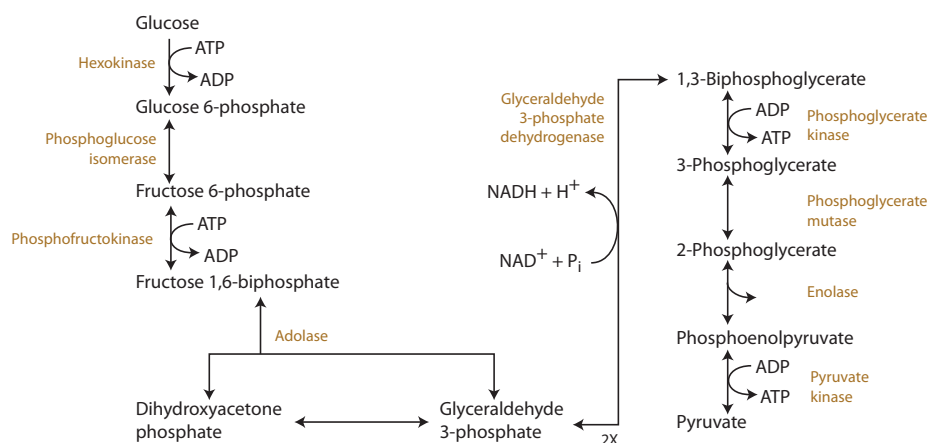 Glucose
ATP
Hexokinase
ADP
Glucose 6-phosphate
Phosphoglucose
isomerase
Fructose 6-phosphate
ATP
Phosphofructokinase
ADP
Fructose 1,6-biphosphate
Adolase
Dihydroxyacetone
phosphate
Glyceraldehyde
3-phosphate
2X
Glyceraldehyde
3-phosphate
dehydrogenase
NADH + H+
NAD+ + Pi
1,3-Biphosphoglycerate
ADP
ATP
Phosphoglycerate
kinase
3-Phosphoglycerate
Phosphoglycerate
mutase
2-Phosphoglycerate
Enolase
Phosphoenolpyruvate
ADP
ATP
Pyruvate
kinase
Pyruvate